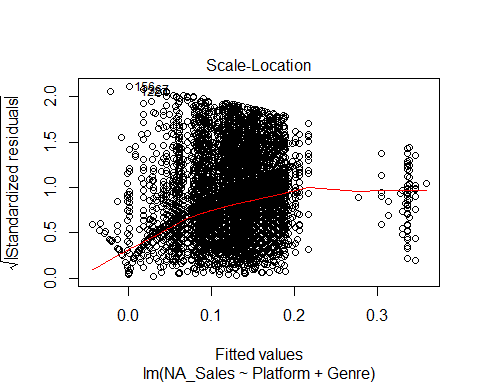 Scale-Location
√|Standardized residuals|
2.0
1.5
1.0
0.5
0.0
0.0
0.1
0.2
0.3
Fitted values
lm(NA_Sales ~ Platform + Genre)